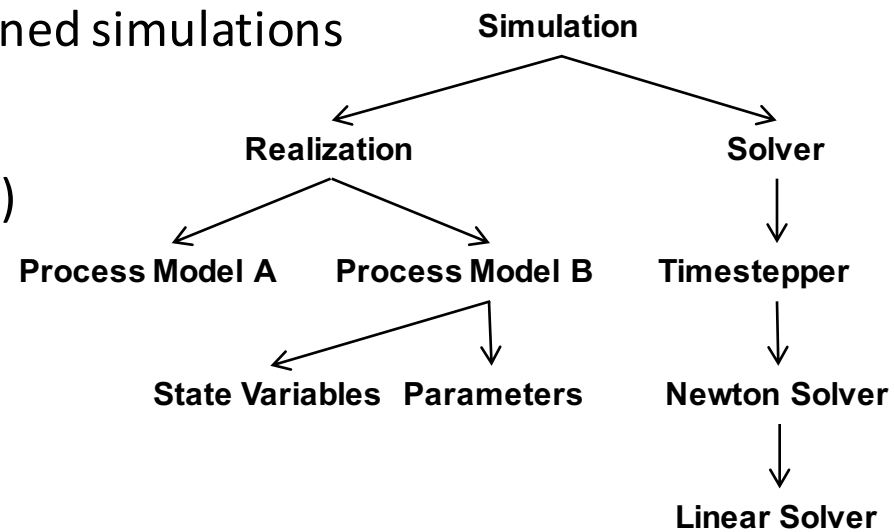 ned simulations
Simulation
Realization Solver
)
Process Model A Process Model B Timestepper
State Variables Parameters Newton Solver
Linear Solver